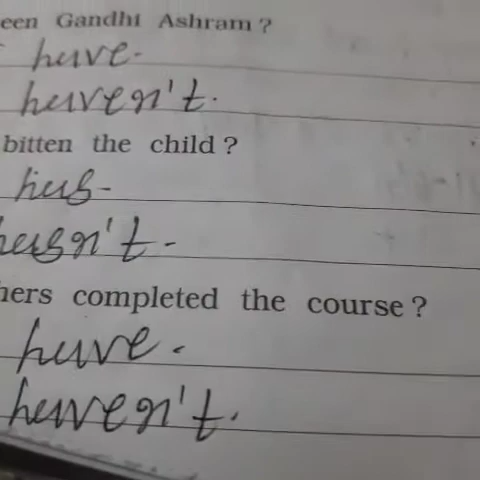 een Gandhi Ashram ?
have.
haven't.
bitten the child ?
has.
hasn't.
hers completed the course ?
have.
haven't.